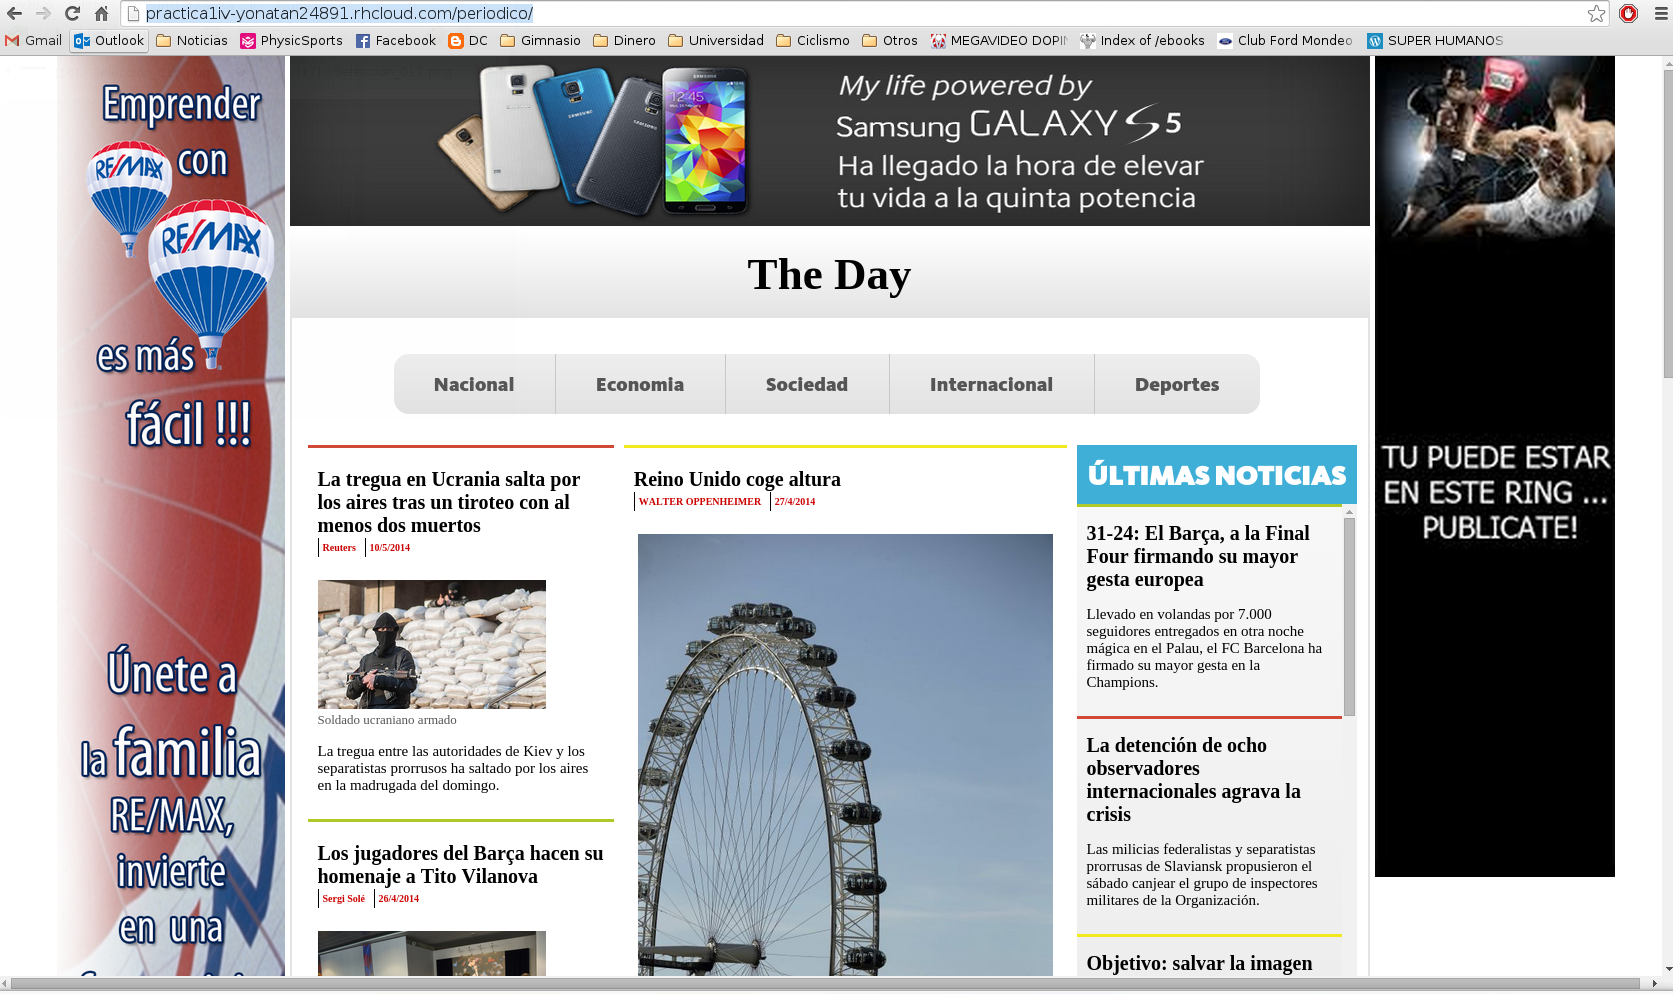 practica1iv-yonatan24891.rhcloud.com/periodico/
Gmail Outlook Noticias PhysicSports Facebook DC Gimnasio Dinero Universidad Ciclismo Otros MEGAVIDEO DOPIN Index of /ebooks Club Ford Mondeo SUPER HUMANOS
Emprender
con
RE/MAX
RE/MAX
es más
fácil !!!
Únete a
la familia
RE/MAX,
invierte
en una
My life powered by
Samsung GALAXY S5
Ha llegado la hora de elevar
tu vida a la quinta potencia
SAMSUNG
12:45
The Day
Nacional Economia Sociedad Internacional Deportes
La tregua en Ucrania salta por
los aires tras un tiroteo con al
menos dos muertos
Reuters 10/5/2014
Soldado ucraniano armado
La tregua entre las autoridades de Kiev y los
separatistas prorrusos ha saltado por los aires
en la madrugada del domingo.
Los jugadores del Barça hacen su
homenaje a Tito Vilanova
Sergi Solé 26/4/2014
Reino Unido coge altura
WALTER OPPENHEIMER 27/4/2014
ÚLTIMAS NOTICIAS
31-24: El Barça, a la Final
Four firmando su mayor
gesta europea
Llevado en volandas por 7.000
seguidores entregados en otra noche
mágica en el Palau, el FC Barcelona ha
firmado su mayor gesta en la
Champions.
La detención de ocho
observadores
internacionales agrava la
crisis
Las milicias federalistas y separatistas
prorrusas de Slaviansk propusieron el
sábado canjear el grupo de inspectores
militares de la Organización.
Objetivo: salvar la imagen
TU PUEDE ESTAR
EN ESTE RING ...
PUBLICATE!